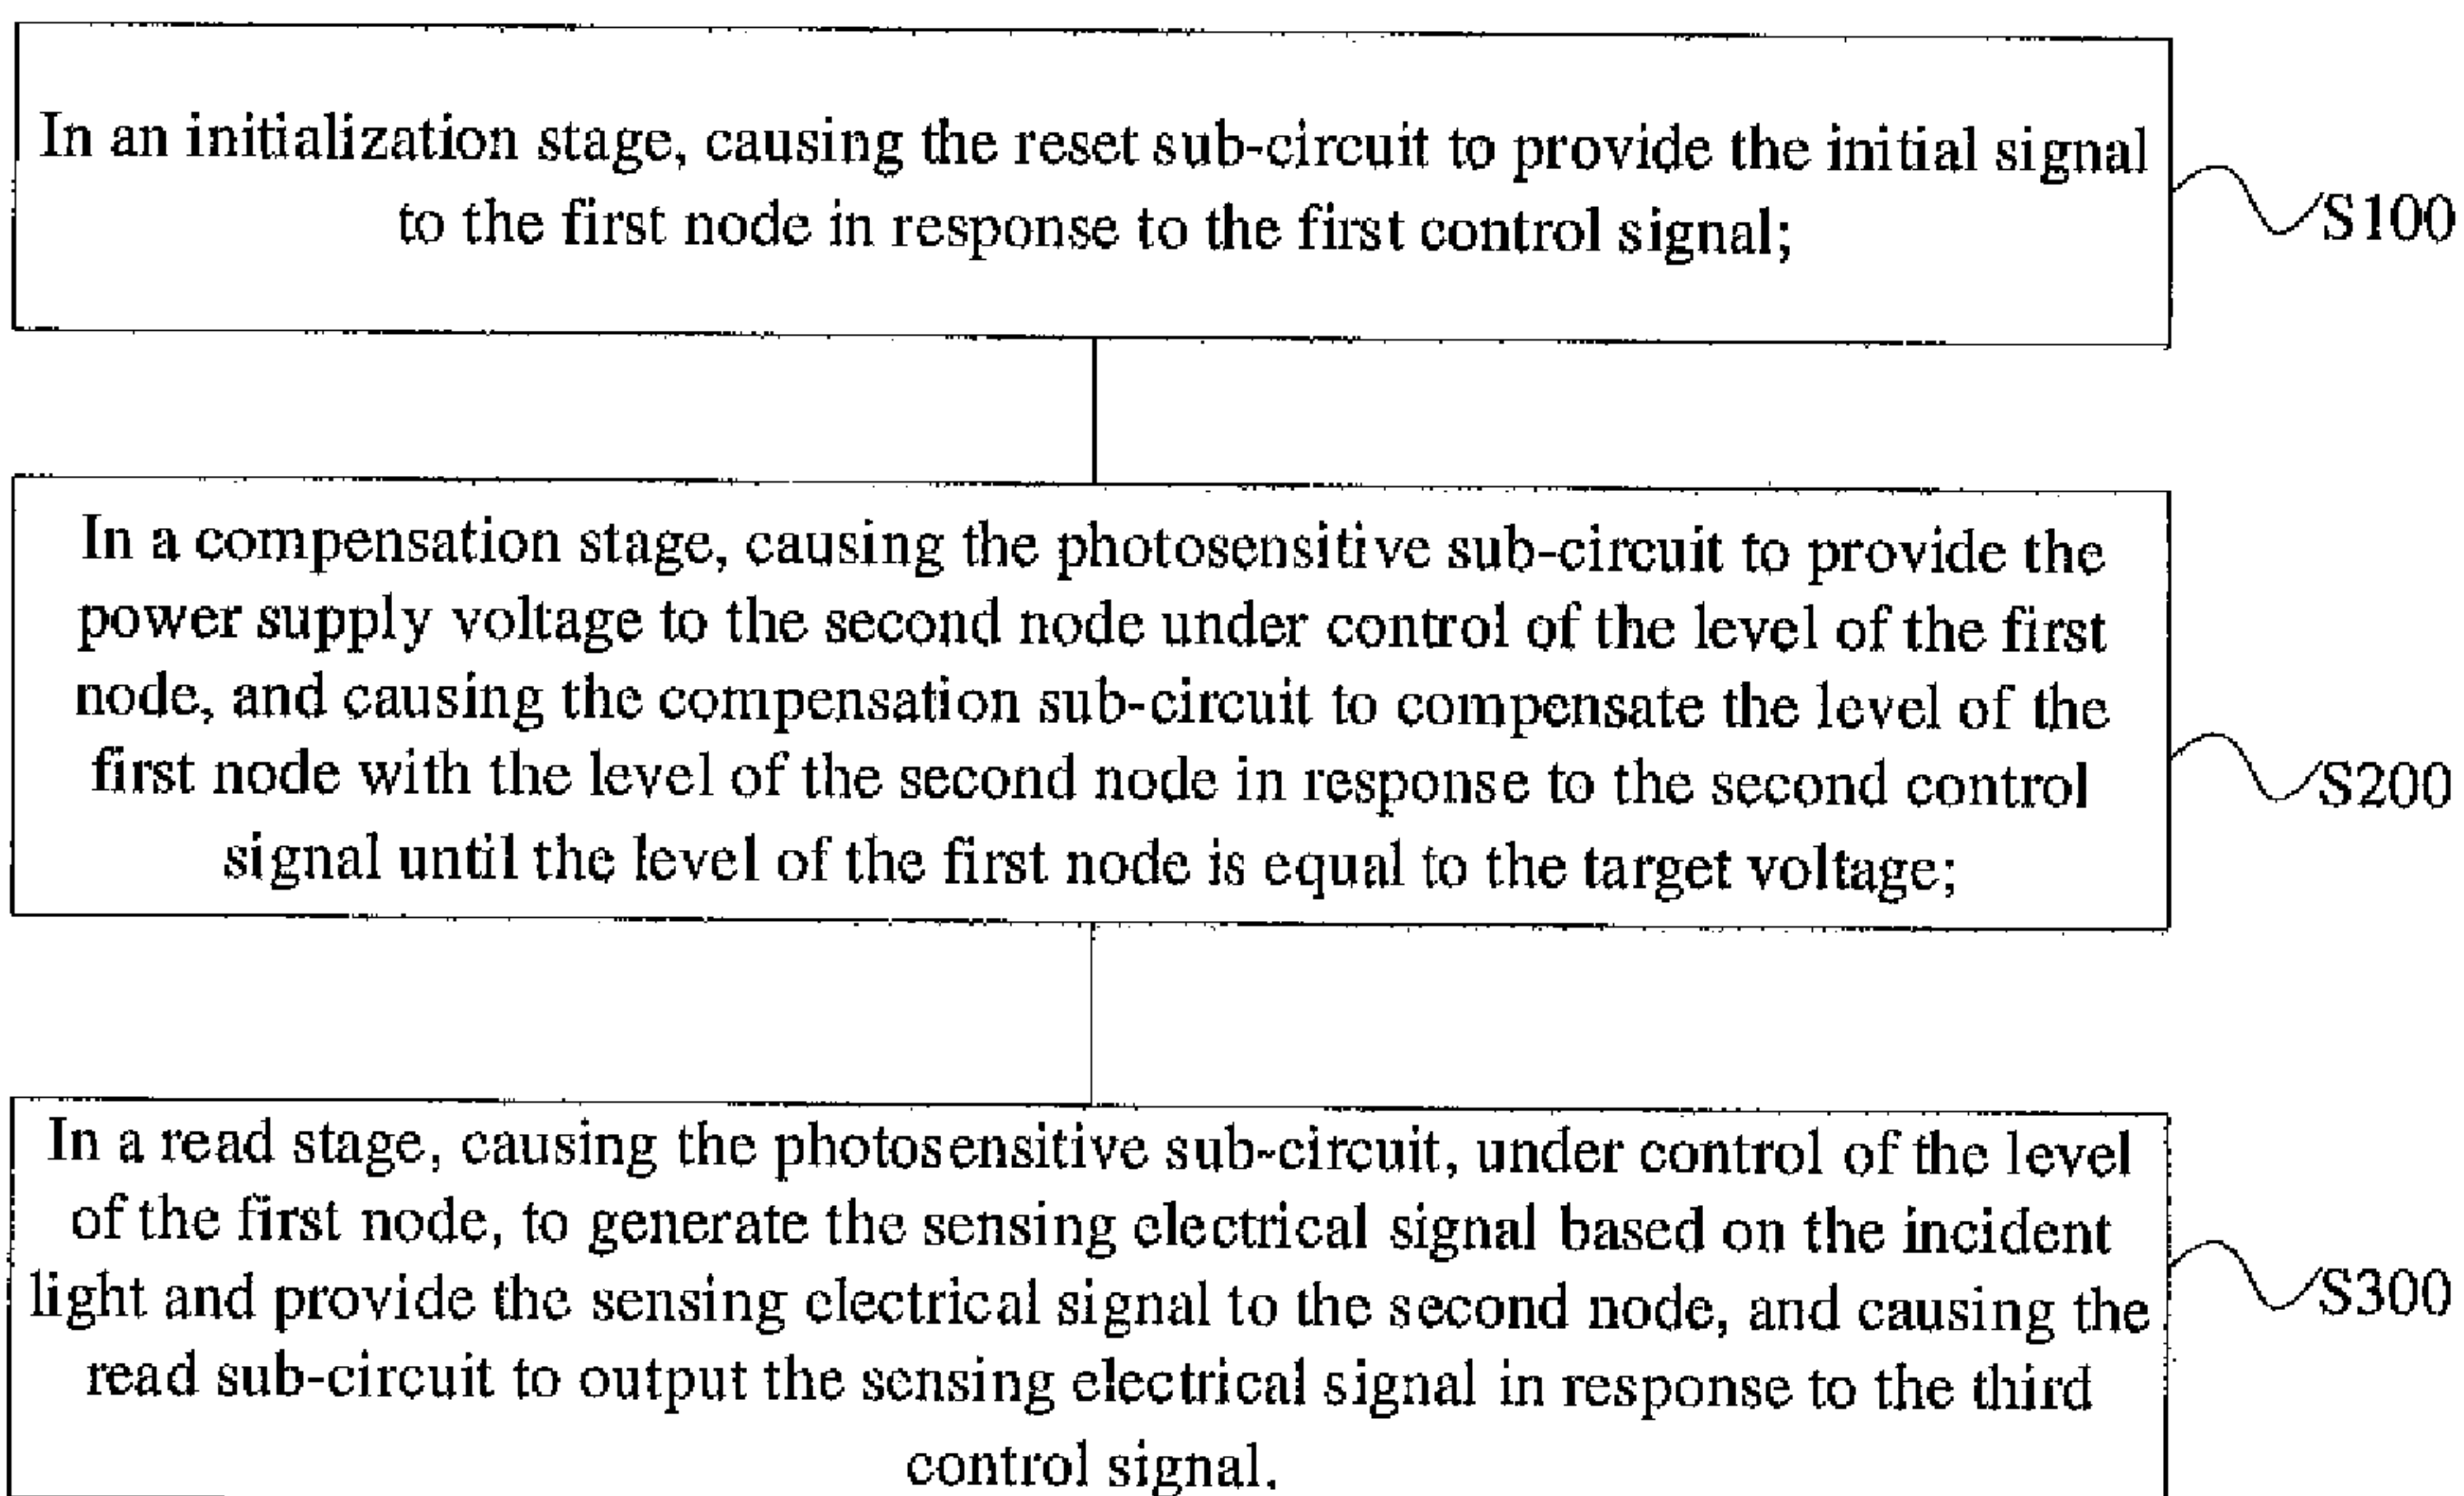 In an initialization stage, causing the reset sub-circuit to provide the initial signal
to the first node in response to the first control signal;
S100
In a compensation stage, causing the photosensitive sub-circuit to provide the
power supply voltage to the second node under control of the level of the first
node, and causing the compensation sub-circuit to compensate the level of the
first node with the level of the second node in response to the second control
signal until the level of the first node is equal to the target voltage;
S200
In a read stage, causing the photosensitive sub-circuit, under control of the level
of the first node, to generate the sensing electrical signal based on the incident
light and provide the sensing electrical signal to the second node, and causing the
read sub-circuit to output the sensing electrical signal in response to the third
control signal.
S300